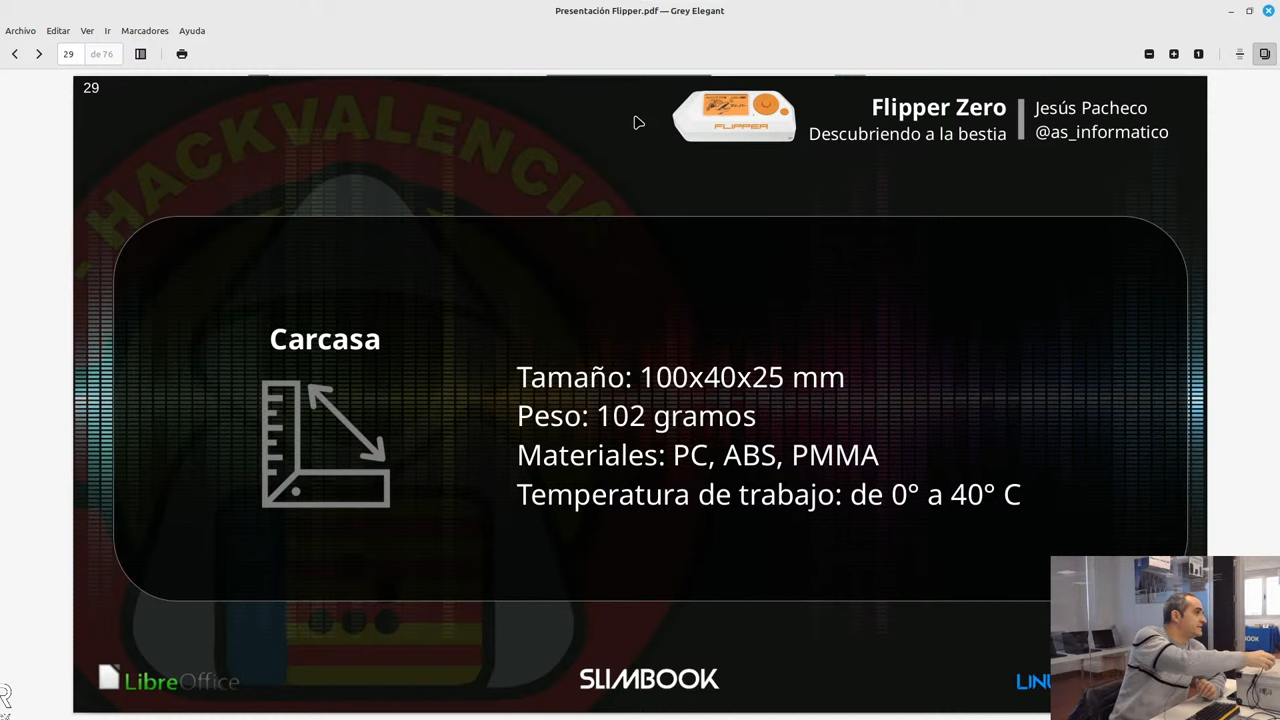 Presentación Flipper.pdf — Grey Elegant
Archivo Editar Ver Ir Marcadores Ayuda
29 de 76
29
HACKVALENCIA
FLIPPER
Flipper Zero
Descubriendo a la bestia
Jesús Pacheco
@as_informatico
Carcasa
Tamaño: 100x40x25 mm
Peso: 102 gramos
Materiales: PC, ABS, PMMA
Temperatura de trabajo: de 0° a 40° C
LibreOffice
SLIMBOOK